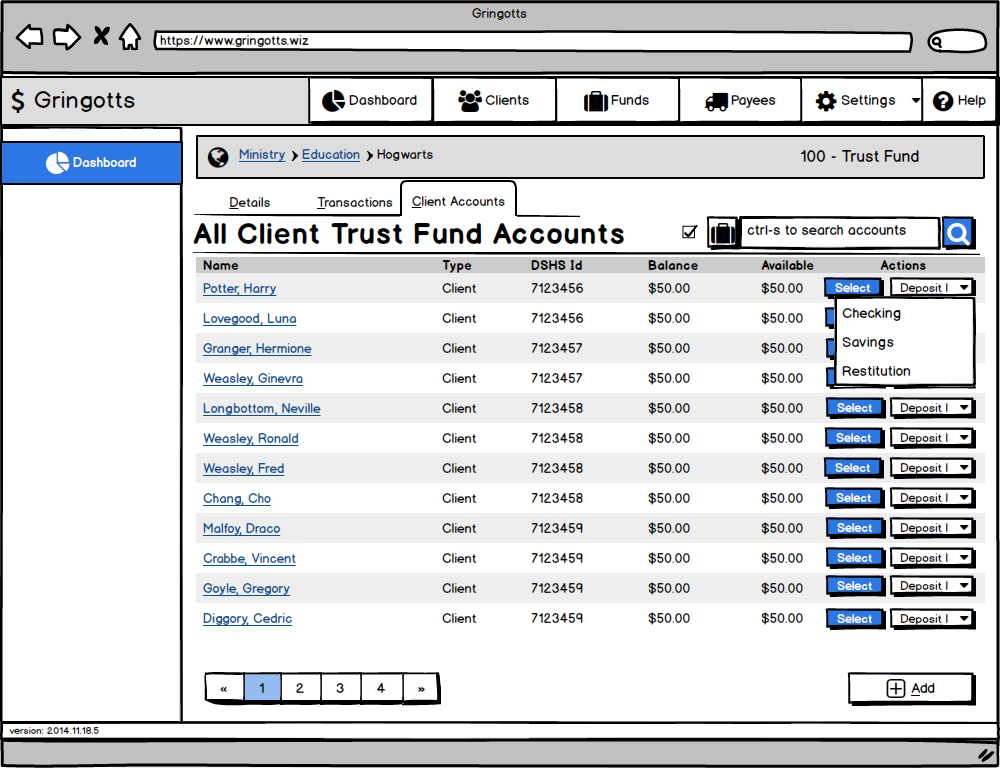 Gringotts
https://www.gringotts.wiz
$ Gringotts Dashboard Clients Funds Payees Settings Help
Dashboard
Ministry Education Hogwarts 100 - Trust Fund
Details Transactions Client Accounts
All Client Trust Fund Accounts ctrl-s to search accounts
Name Type DSHS Id Balance Available Actions
Potter, Harry Client 7123456 $50.00 $50.00 Select Deposit |
Lovegood, Luna Client 7123456 $50.00 $50.00 Checking
Granger, Hermione Client 7123457 $50.00 $50.00 Savings
Weasley, Ginevra Client 7123457 $50.00 $50.00 Restitution
Longbottom, Neville Client 7123458 $50.00 $50.00 Select Deposit |
Weasley, Ronald Client 7123458 $50.00 $50.00 Select Deposit |
Weasley, Fred Client 7123458 $50.00 $50.00 Select Deposit |
Chang, Cho Client 7123458 $50.00 $50.00 Select Deposit |
Malfoy, Draco Client 7123459 $50.00 $50.00 Select Deposit |
Crabbe, Vincent Client 7123459 $50.00 $50.00 Select Deposit |
Goyle, Gregory Client 7123459 $50.00 $50.00 Select Deposit |
Diggory, Cedric Client 7123459 $50.00 $50.00 Select Deposit |
« 1 2 3 4 » Add
version: 2014.11.18.5